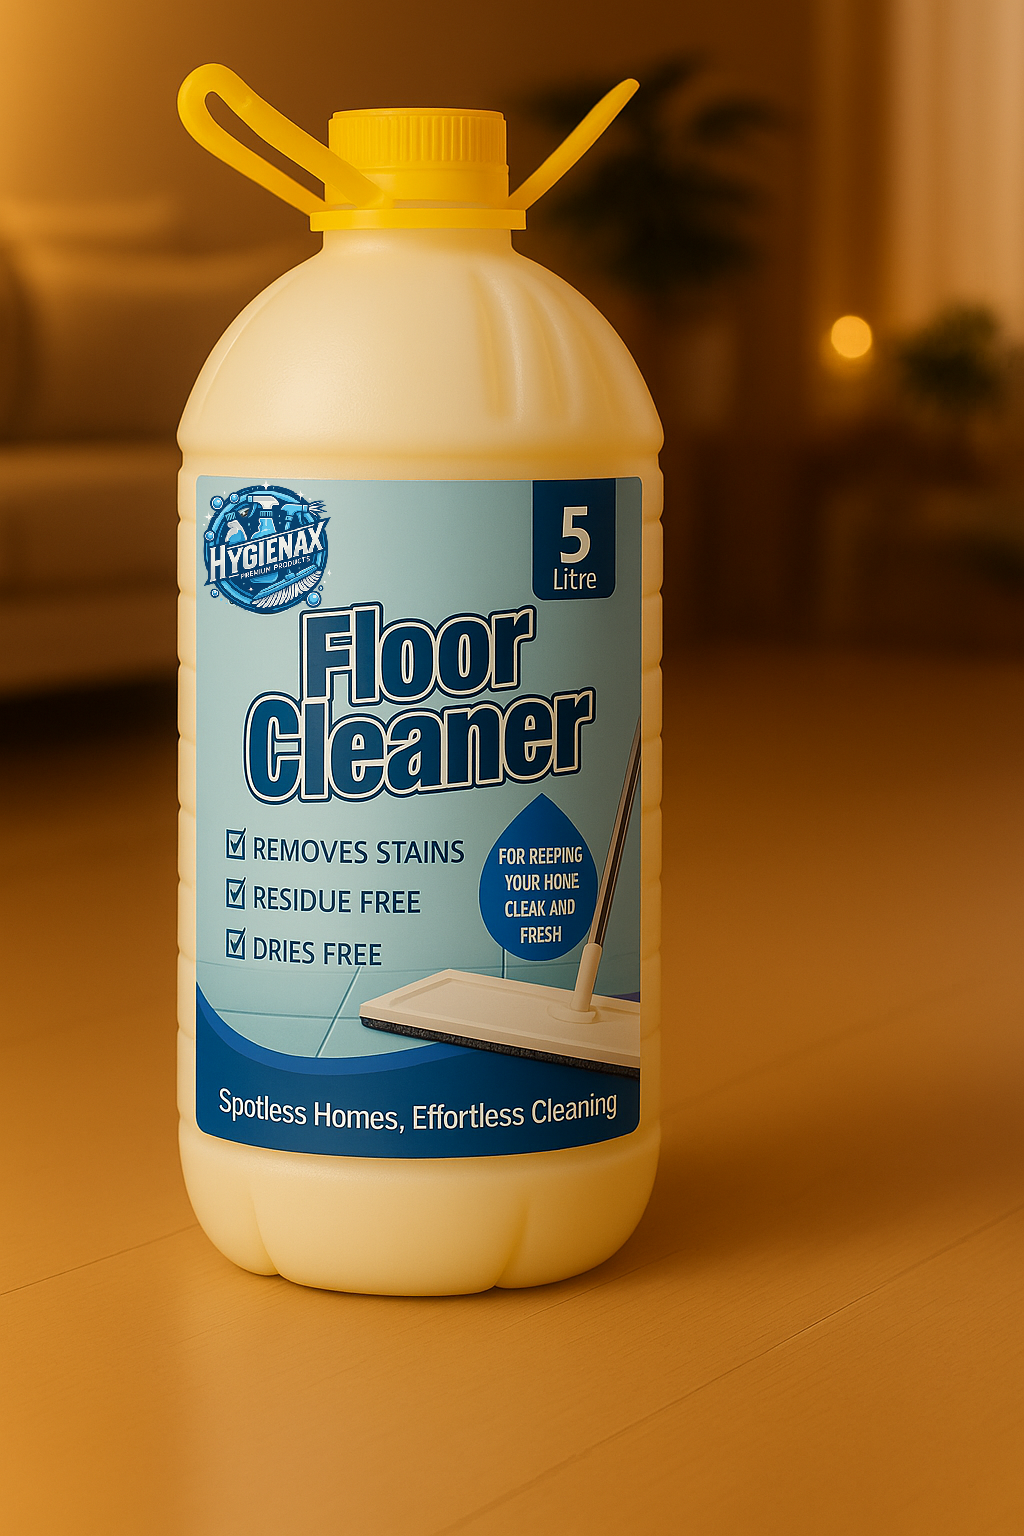 HYGIENAX
PREMIUM PRODUCTS
5
Litre
Floor
Cleaner
REMOVES STAINS
RESIDUE FREE
DRIES FREE
FOR REEPING
YOUR HONE
CLEAK AND
FRESH
Spotless Homes, Effortless Cleaning